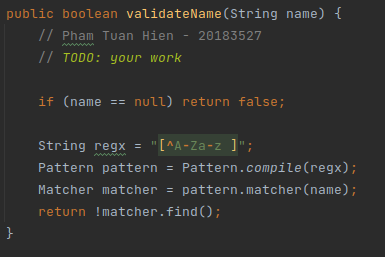 public boolean validateName(String name) {
// Pham Tuan Hien - 20183527
// TODO: your work
if (name == null) return false;
String regx = "[^A-Za-z ]";
Pattern pattern = Pattern.compile(regx);
Matcher matcher = pattern.matcher(name);
return !matcher.find();
}